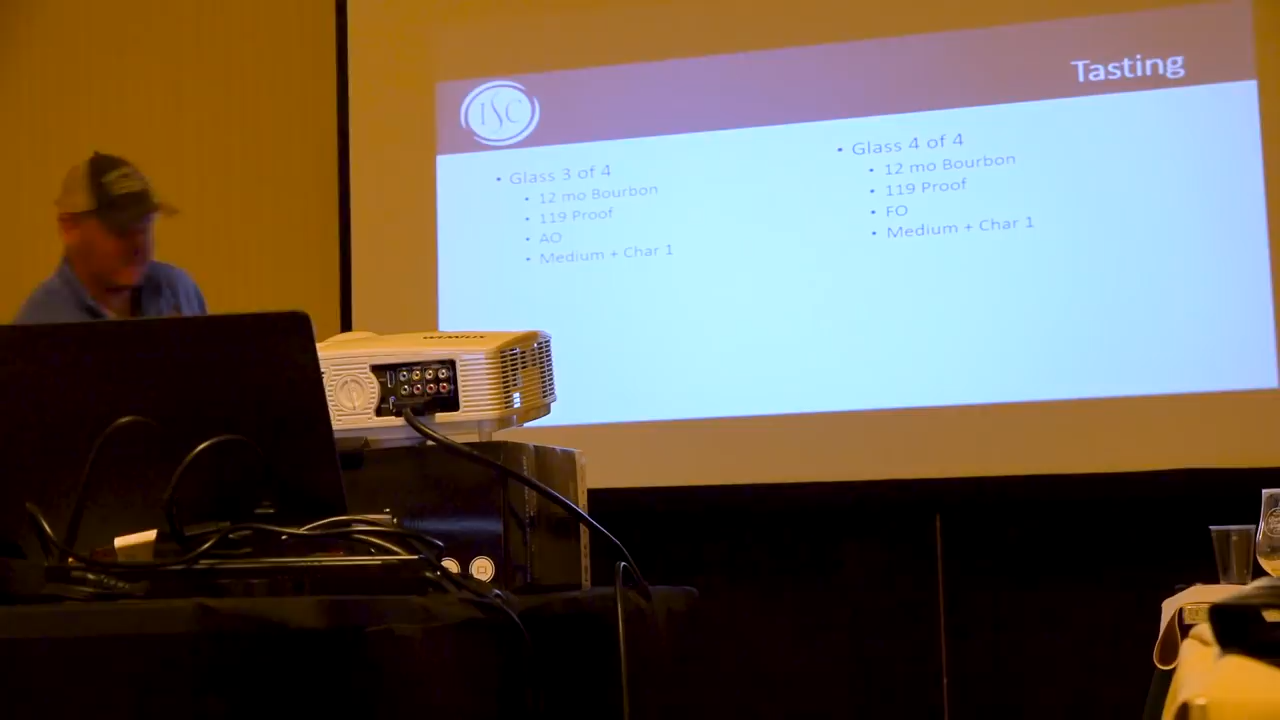 Tasting
ISC
• Glass 3 of 4
• 12 mo Bourbon
• 119 Proof
• AO
• Medium + Char 1
• Glass 4 of 4
• 12 mo Bourbon
• 119 Proof
• FO
• Medium + Char 1
WiMiUS